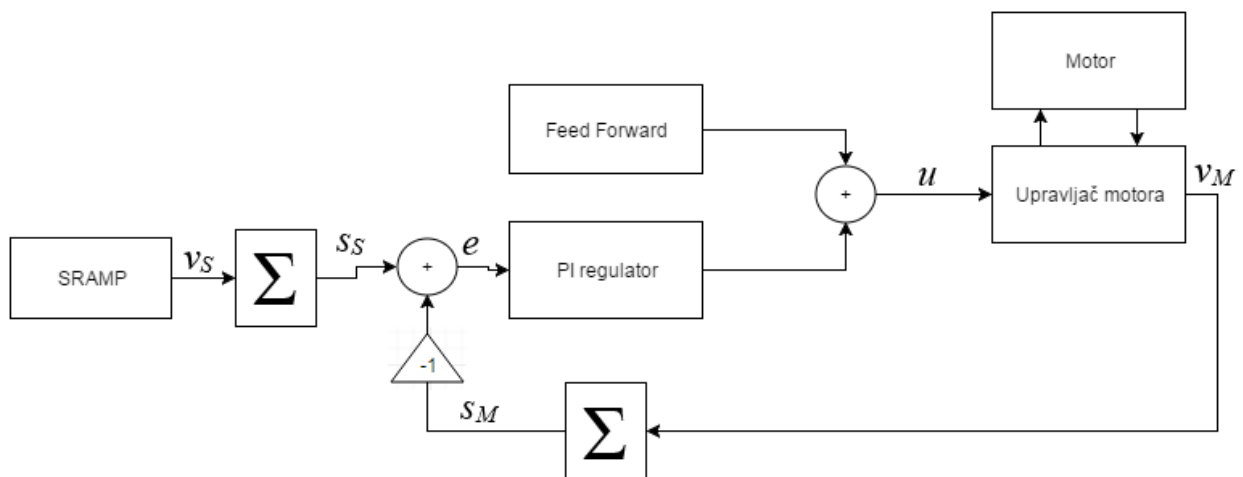 Motor
Feed Forward
+
u
Upravljač motora
v_M
SRAMP
v_S
Σ
s_S
+
e
PI regulator
-1
s_M
Σ